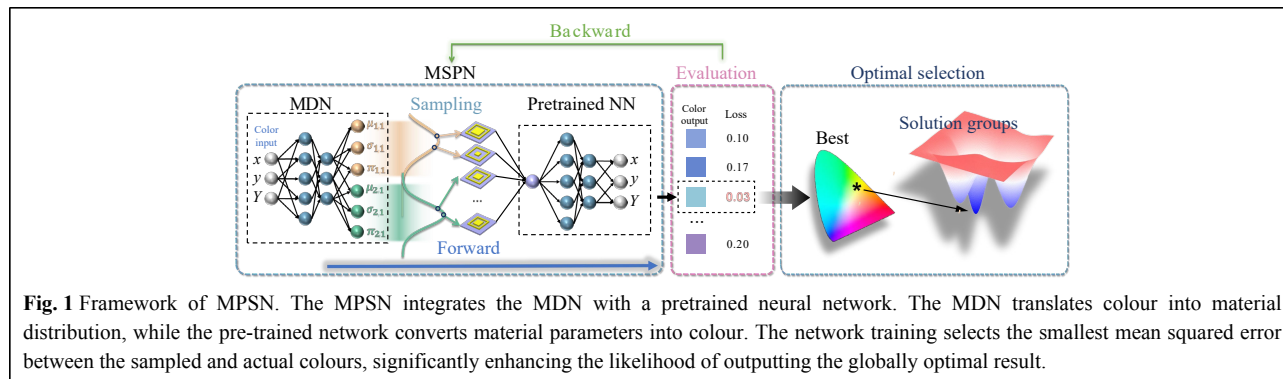 Backward
MSPN
Evaluation
Optimal selection
MDN
Sampling
Pretrained NN
Color
input
x
y
Y
μ11
σ11
π11
μ21
σ21
π21
...
x
y
Y
Forward
Color
output
Loss
0.10
0.17
0.03
...
0.20
Best
*
Solution groups
Fig. 1 Framework of MPSN. The MPSN integrates the MDN with a pretrained neural network. The MDN translates colour into material
distribution, while the pre-trained network converts material parameters into colour. The network training selects the smallest mean squared error
between the sampled and actual colours, significantly enhancing the likelihood of outputting the globally optimal result.